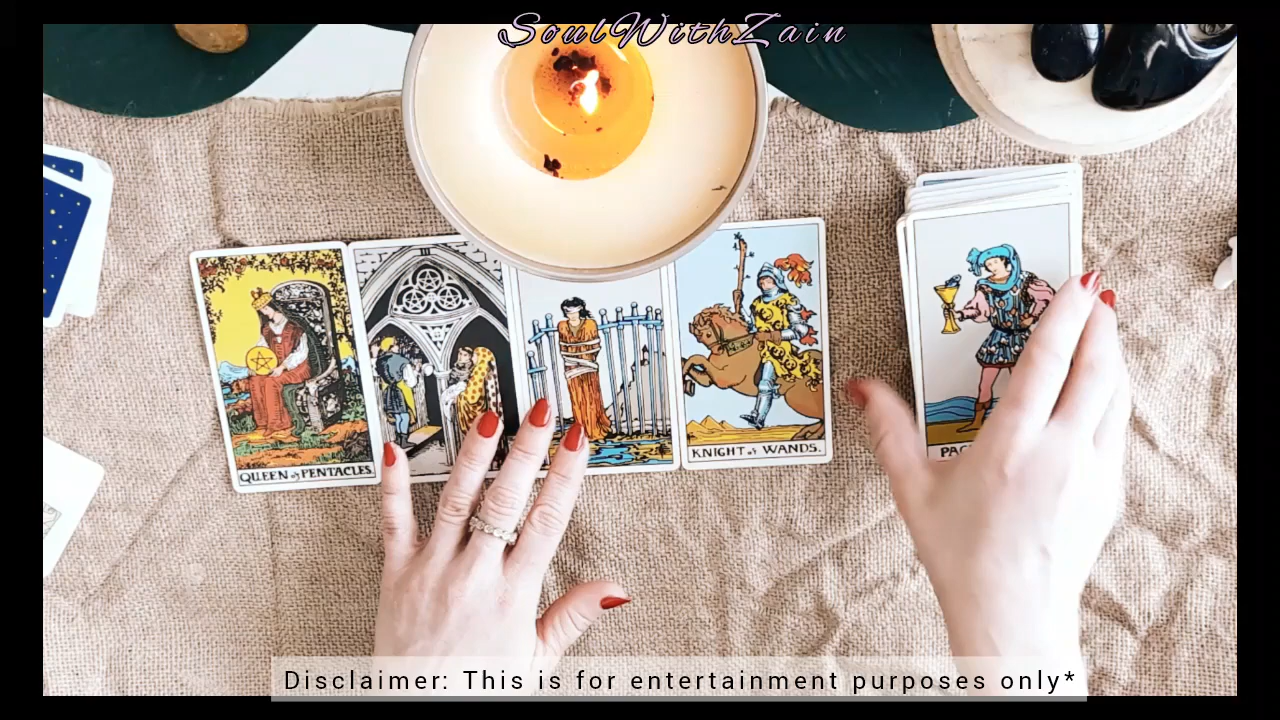 SoulWithZain
QUEEN of PENTACLES.
KNIGHT of WANDS.
Disclaimer: This is for entertainment purposes only*